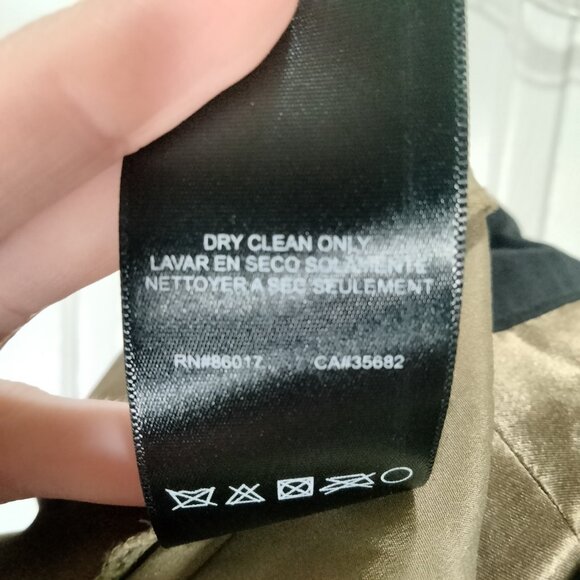 DRY CLEAN ONLY
LAVAR EN SECO SOLAMENTE
NETTOYER A SEC SEULEMENT
RN#86017 CA#35682